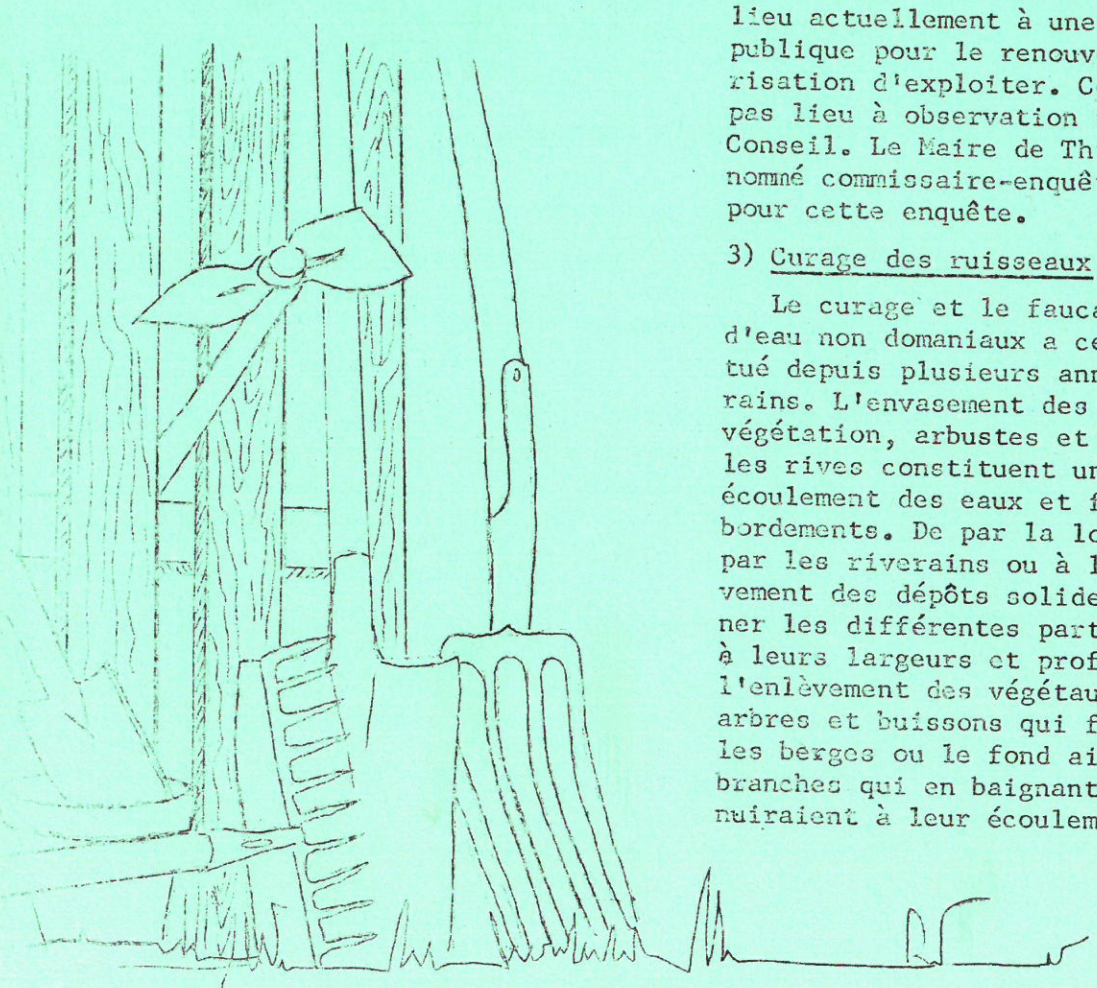 lieu actuellement à une
publique pour le renouv
risation d'exploiter. C
pas lieu à observation
Conseil. Le Maire de Th
nommé commissaire-enquê
pour cette enquête.
3) Curage des ruisseaux
Le curage et le fauca
d'eau non domaniaux a ce
tué depuis plusieurs ann
rains. L'envasement des
végétation, arbustes et
les rives constituent un
écoulement des eaux et f
bordements. De par la lo
par les riverains ou à l
vement des dépôts solide
ner les différentes part
à leurs largeurs et prof
l'enlèvement des végétau
arbres et buissons qui f
les berges ou le fond ai
branches qui en baignant
nuiraient à leur écoulem